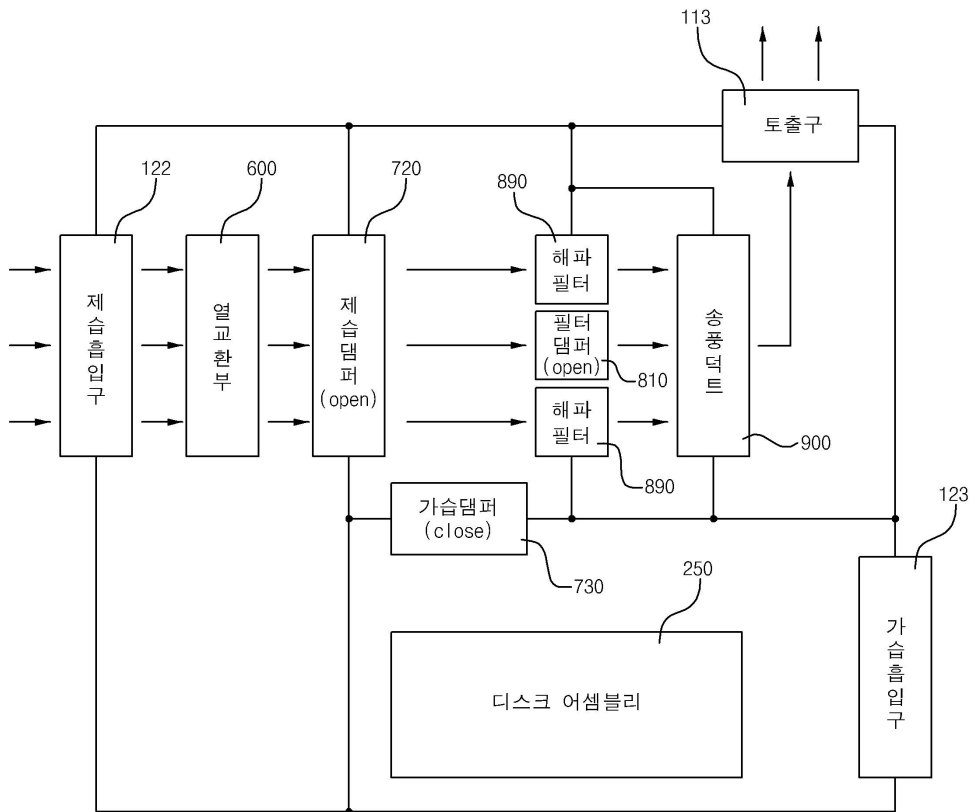 113
토출구
122
600
720
890
제습흡입구
열교환부
제습댐퍼
(open)
해파
필터
필터
댐퍼
(open)
810
해파
필터
890
송풍덕트
900
가습댐퍼
(close)
730
123
가습흡입구
250
디스크 어셈블리